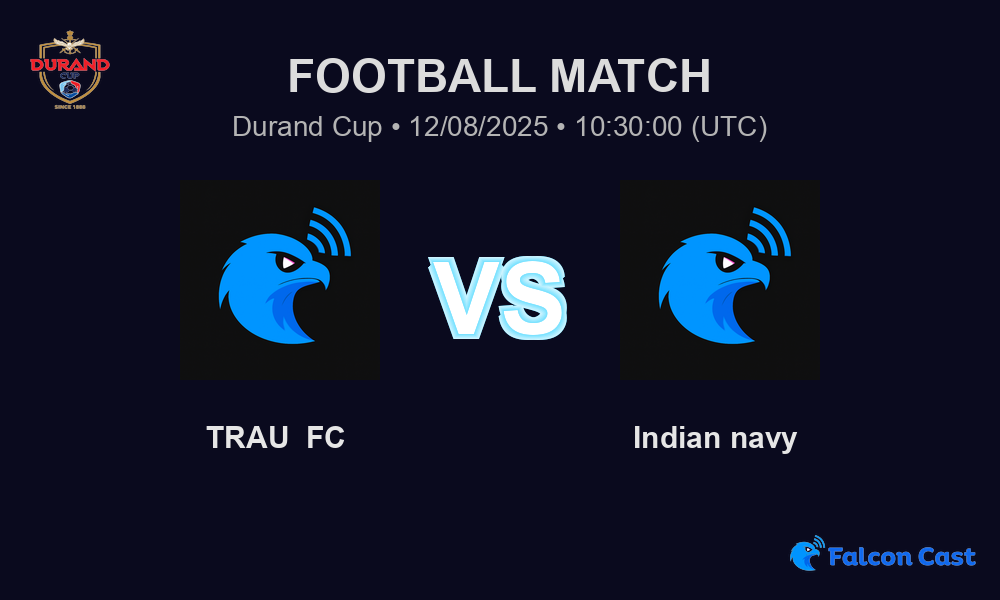 DURAND
CUP
SINCE 1888
FOOTBALL MATCH
Durand Cup • 12/08/2025 • 10:30:00 (UTC)
VS
TRAU FC
Indian navy
Falcon Cast